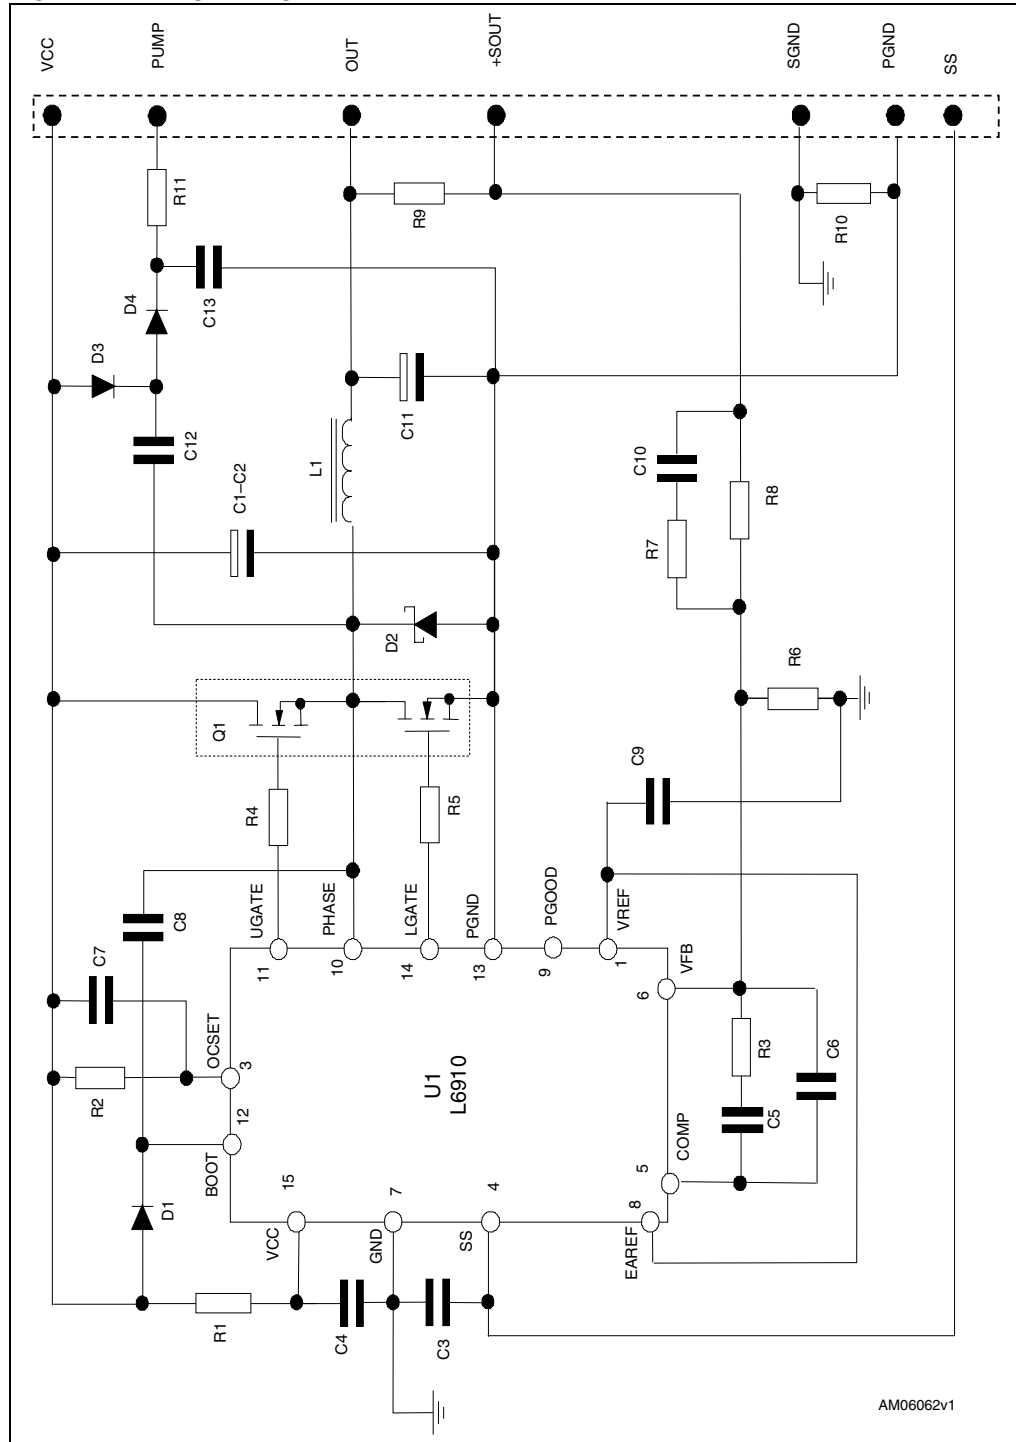 VCC
PUMP
OUT
+SOUT
SGND
PGND
SS
R11
R9
R10
D4
C13
D3
C12
L1
C11
C1–C2
C10
R8
R7
D2
R6
Q1
C9
R4
R5
C8
C7
UGATE
PHASE
LGATE
PGND
PGOOD
VREF
11
10
14
13
9
1
VFB
6
OCSET
3
R2
12
BOOT
U1
L6910
R3
C6
C5
COMP
5
D1
15
7
4
8
VCC
GND
SS
EAREF
R1
C4
C3
AM06062v1